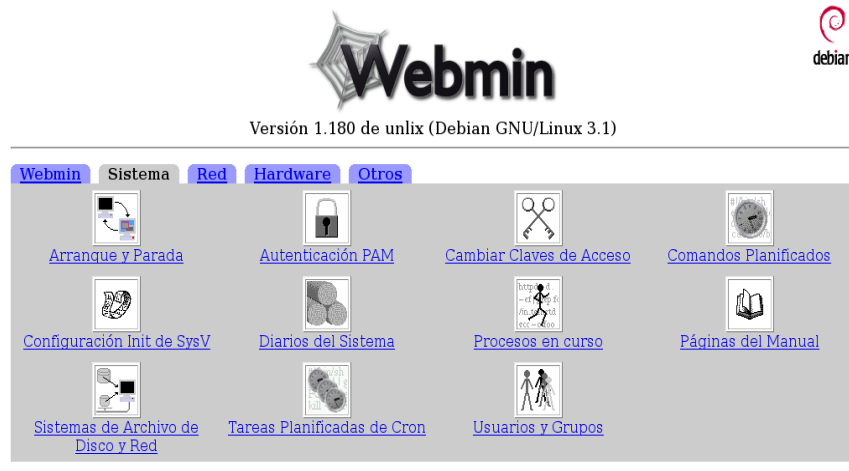 Webmin
debian
Versión 1.180 de unlix (Debian GNU/Linux 3.1)
Webmin Sistema Red Hardware Otros
Arranque y Parada Autenticación PAM Cambiar Claves de Acceso Comandos Planificados
Configuración Init de SysV Diarios del Sistema Procesos en curso Páginas del Manual
Sistemas de Archivo de Disco y Red Tareas Planificadas de Cron Usuarios y Grupos